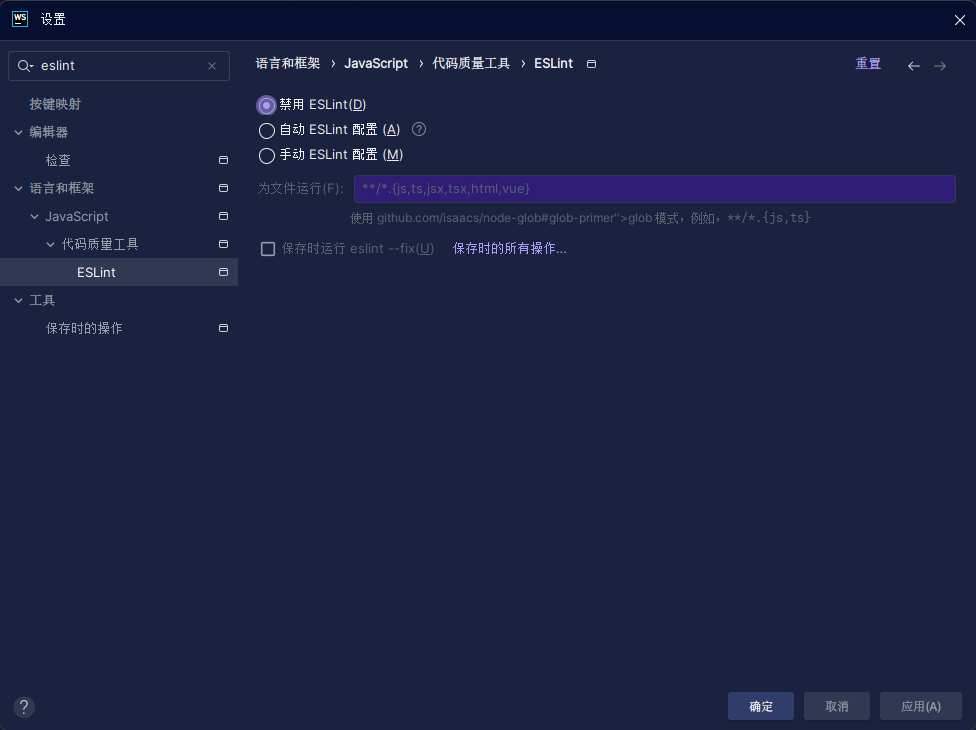 WS 设置
eslint
语言和框架 › JavaScript › 代码质量工具 › ESLint
重置
按键映射
编辑器
检查
语言和框架
JavaScript
代码质量工具
ESLint
工具
保存时的操作
禁用 ESLint(D)
自动 ESLint 配置 (A) ?
手动 ESLint 配置 (M)
为文件运行(F): **/*.{js,ts,jsx,tsx,html,vue}
使用 github.com/isaacs/node-glob#glob-primer">glob 模式，例如，**/*.{js,ts}
保存时运行 eslint --fix(U) 保存时的所有操作...
?
确定 取消 应用(A)